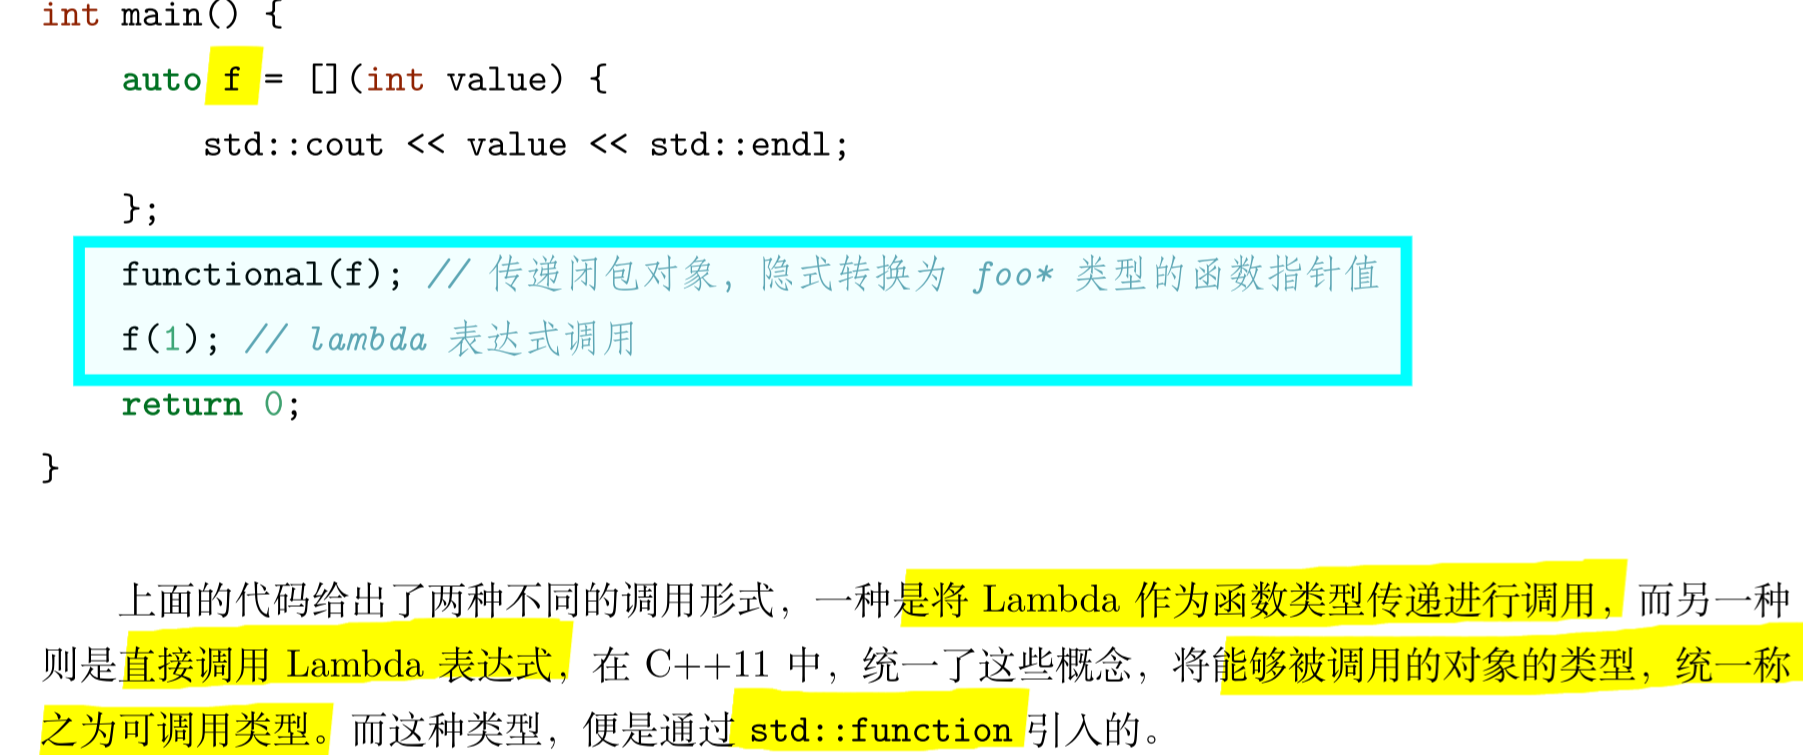 int main() {
auto f = [](int value) {
std::cout << value << std::endl;
};
functional(f); // 传递闭包对象，隐式转换为 foo* 类型的函数指针值
f(1); // lambda 表达式调用
return 0;
}
上面的代码给出了两种不同的调用形式，一种是将 Lambda 作为函数类型传递进行调用，而另一种
则是直接调用 Lambda 表达式，在 C++11 中，统一了这些概念，将能够被调用的对象的类型，统一称
之为可调用类型。而这种类型，便是通过 std::function 引入的。